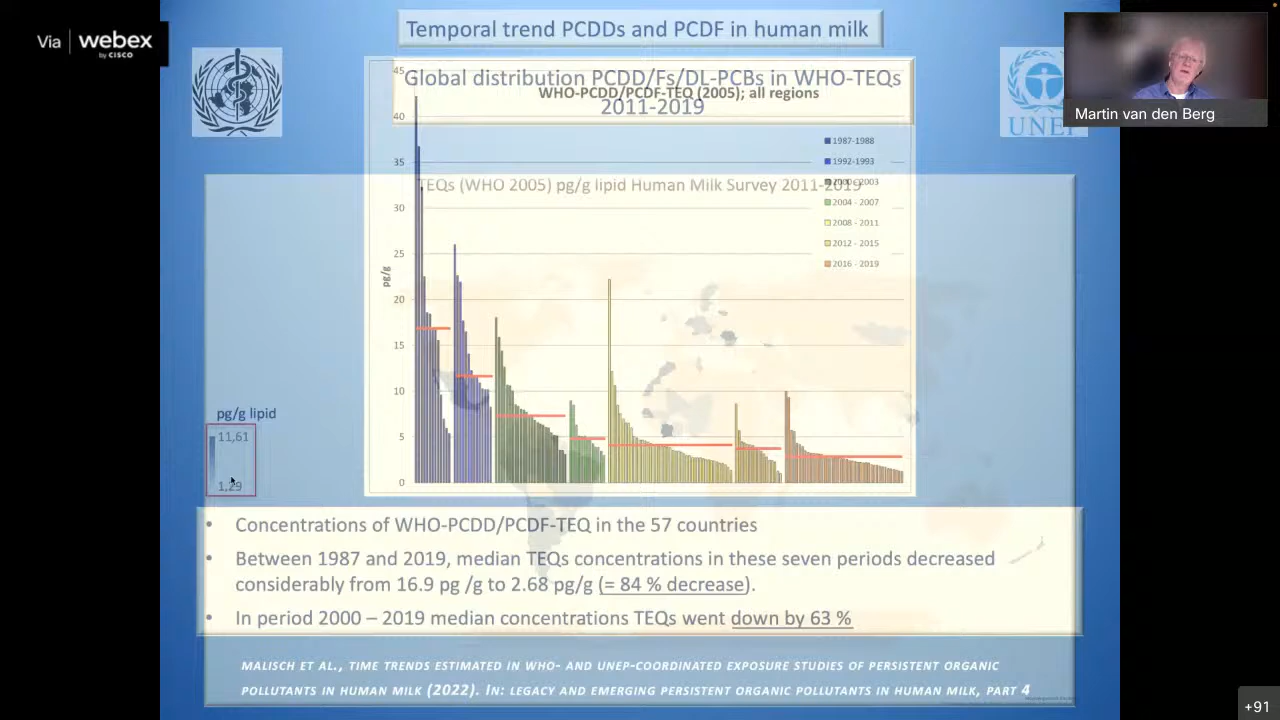 Via webex
by CISCO
Temporal trend PCDDs and PCDF in human milk
Global distribution PCDD/Fs/DL-PCBs in WHO-TEQs
2011-2019
WHO-PCDD/PCDF-TEQ (2005); all regions
UNEP
Martin van den Berg
TEQs (WHO 2005) pg/g lipid Human Milk Survey 2011-2019
1987-1988
1992-1993
2000 - 2003
2004 - 2007
2008 - 2011
2012 - 2015
2016 - 2019
45
40
35
30
25
20
15
10
5
0
pg/g
pg/g lipid
11,61
1,29
• Concentrations of WHO-PCDD/PCDF-TEQ in the 57 countries
• Between 1987 and 2019, median TEQs concentrations in these seven periods decreased
considerably from 16.9 pg /g to 2.68 pg/g (= 84 % decrease).
• In period 2000 – 2019 median concentrations TEQs went down by 63 %
MALISCH ET AL., TIME TRENDS ESTIMATED IN WHO- AND UNEP-COORDINATED EXPOSURE STUDIES OF PERSISTENT ORGANIC
POLLUTANTS IN HUMAN MILK (2022). IN: LEGACY AND EMERGING PERSISTENT ORGANIC POLLUTANTS IN HUMAN MILK, PART 4
+91